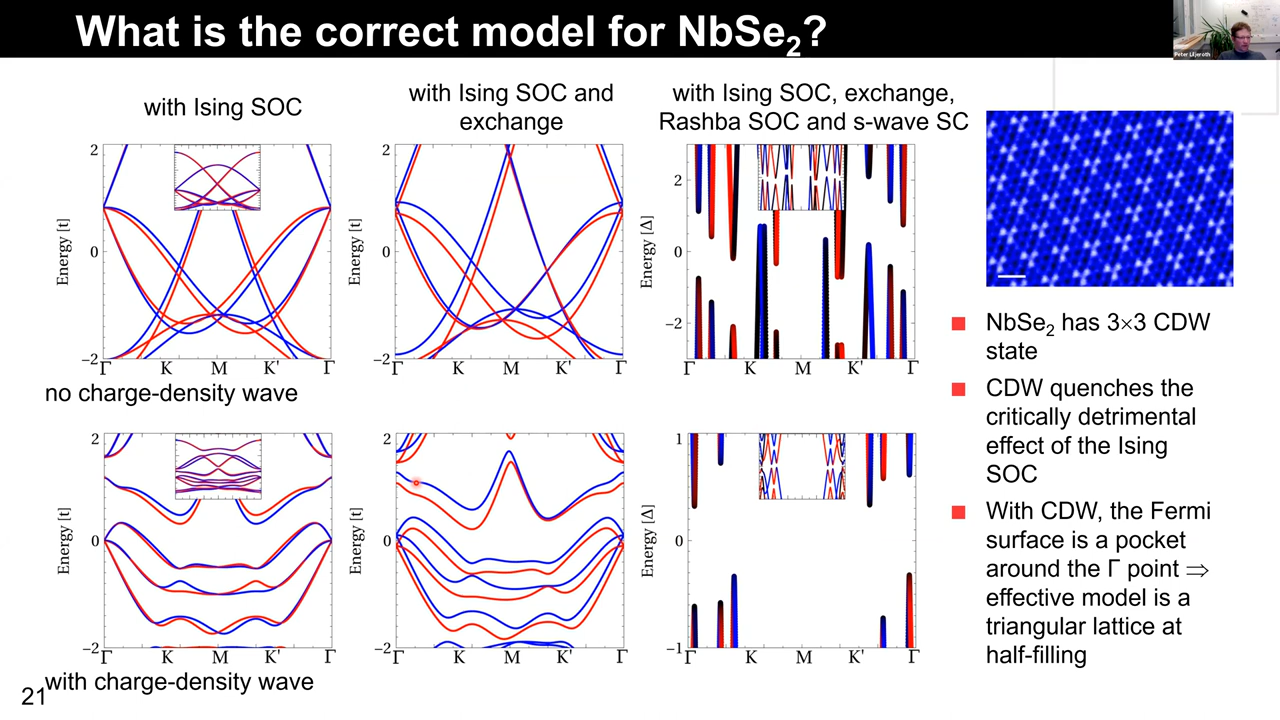 What is the correct model for NbSe₂?
Peter Liljeroth
with Ising SOC
with Ising SOC and
exchange
with Ising SOC, exchange,
Rashba SOC and s-wave SC
Energy [t]
2
0
−2
Γ K M K' Γ
Energy [t]
2
0
−2
Γ K M K' Γ
Energy [Δ]
2
0
−2
Γ K M K' Γ
no charge-density wave
Energy [t]
2
0
−2
Γ K M K' Γ
Energy [t]
2
0
−2
Γ K M K' Γ
Energy [Δ]
1
0
−1
Γ K M K' Γ
with charge-density wave
NbSe₂ has 3×3 CDW
state
CDW quenches the
critically detrimental
effect of the Ising
SOC
With CDW, the Fermi
surface is a pocket
around the Γ point ⇒
effective model is a
triangular lattice at
half-filling
21